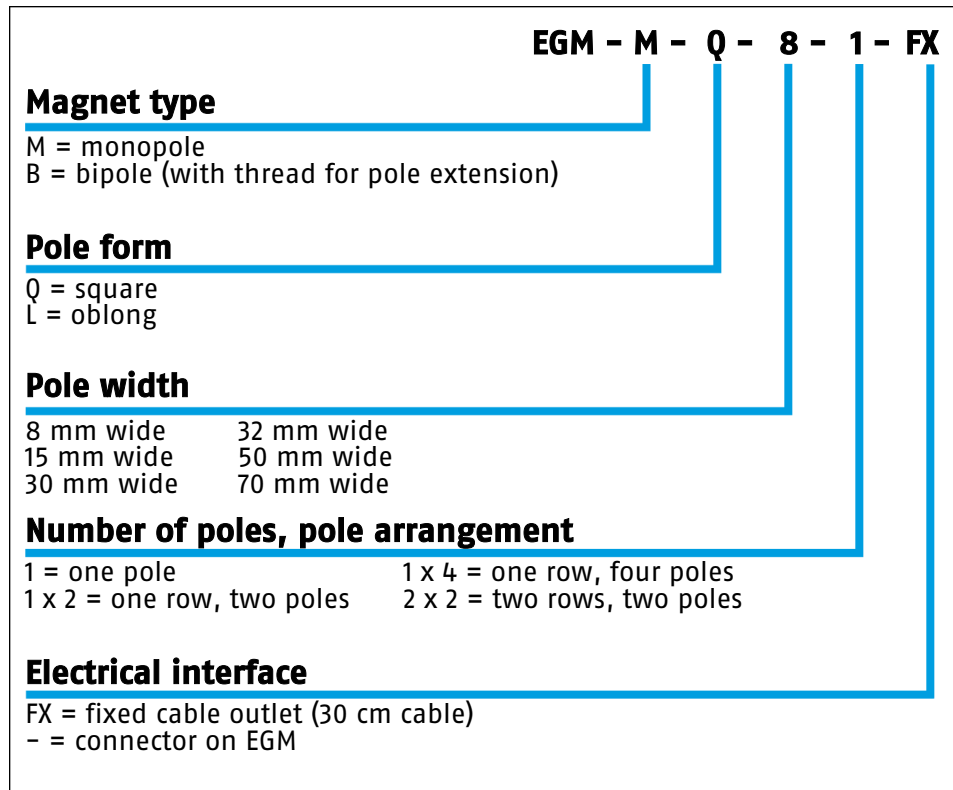 EGM – M – Q – 8 – 1 – FX
Magnet type
M = monopole
B = bipole (with thread for pole extension)
Pole form
Q = square
L = oblong
Pole width
8 mm wide 32 mm wide
15 mm wide 50 mm wide
30 mm wide 70 mm wide
Number of poles, pole arrangement
1 = one pole 1 x 4 = one row, four poles
1 x 2 = one row, two poles 2 x 2 = two rows, two poles
Electrical interface
FX = fixed cable outlet (30 cm cable)
– = connector on EGM